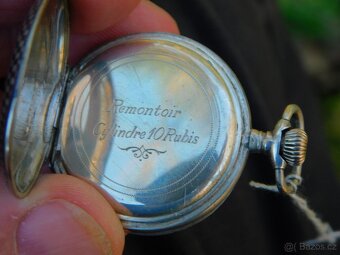 Remontoir
Cylindre 10 Rubis
Bazos.cz